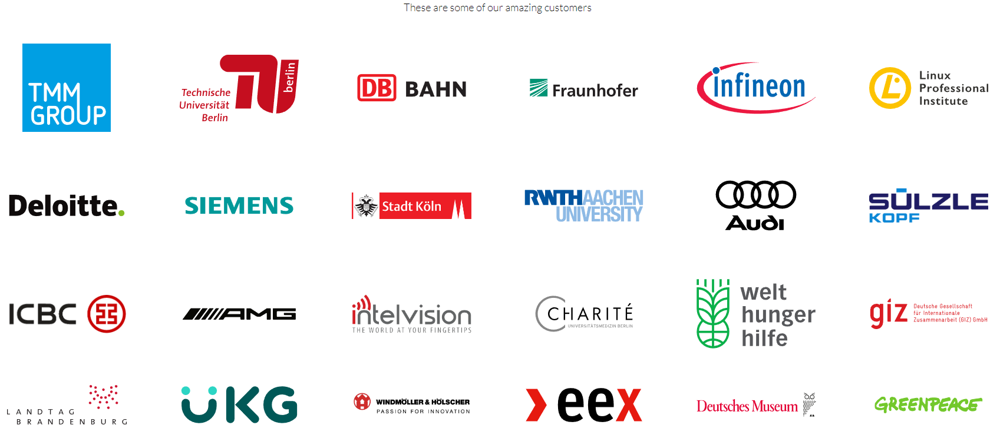 These are some of our amazing customers
TMM
GROUP
Technische
Universität
Berlin
berlin
DB BAHN
Fraunhofer
infineon
Linux
Professional
Institute
Deloitte.
SIEMENS
Stadt Köln
RWTHAACHEN
UNIVERSITY
Audi
SÜLZLE
KOPF
ICBC
AMG
intelvision
THE WORLD AT YOUR FINGERTIPS
CHARITÉ
UNIVERSITÄTSMEDIZIN BERLIN
welt
hunger
hilfe
giz
Deutsche Gesellschaft
für Internationale
Zusammenarbeit (GIZ) GmbH
LANDTAG
BRANDENBURG
UKG
WINDMÖLLER & HÖLSCHER
PASSION FOR INNOVATION
eex
Deutsches Museum
GREENPEACE